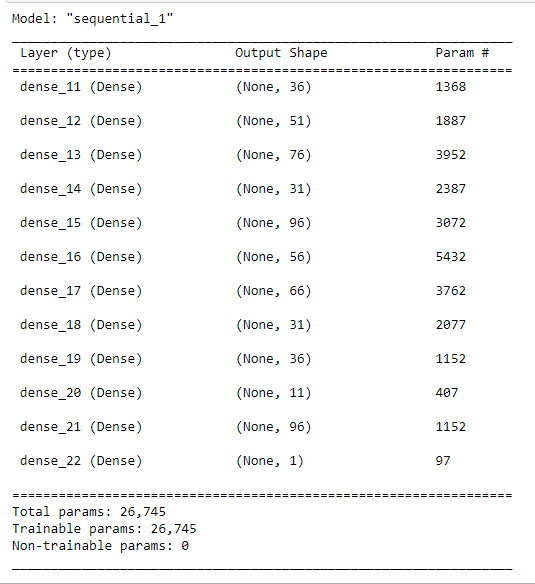 Model: "sequential_1"
_________________________________________________________________
Layer (type) Output Shape Param #
=================================================================
dense_11 (Dense) (None, 36) 1368
dense_12 (Dense) (None, 51) 1887
dense_13 (Dense) (None, 76) 3952
dense_14 (Dense) (None, 31) 2387
dense_15 (Dense) (None, 96) 3072
dense_16 (Dense) (None, 56) 5432
dense_17 (Dense) (None, 66) 3762
dense_18 (Dense) (None, 31) 2077
dense_19 (Dense) (None, 36) 1152
dense_20 (Dense) (None, 11) 407
dense_21 (Dense) (None, 96) 1152
dense_22 (Dense) (None, 1) 97
=================================================================
Total params: 26,745
Trainable params: 26,745
Non-trainable params: 0
_________________________________________________________________